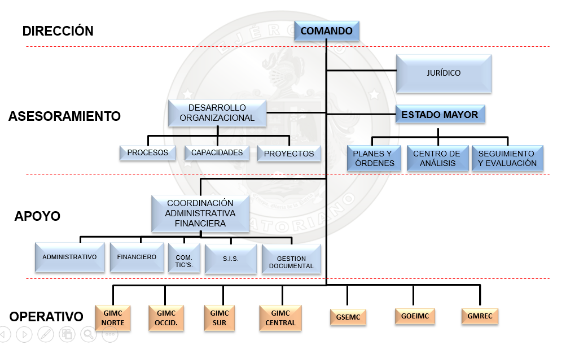 DIRECCIÓN
COMANDO
JURÍDICO
ASESORAMIENTO
DESARROLLO
ORGANIZACIONAL
ESTADO MAYOR
PROCESOS
CAPACIDADES
PROYECTOS
PLANES Y
ÓRDENES
CENTRO DE
ANÁLISIS
SEGUIMIENTO
Y EVALUACIÓN
APOYO
COORDINACIÓN
ADMINISTRATIVA
FINANCIERA
ADMINISTRATIVO
FINANCIERO
COM.
TIC'S.
S.I.S.
GESTIÓN
DOCUMENTAL
OPERATIVO
GIMC
NORTE
GIMC
OCCID.
GIMC
SUR
GIMC
CENTRAL
GSEMC
GOEIMC
GMREC